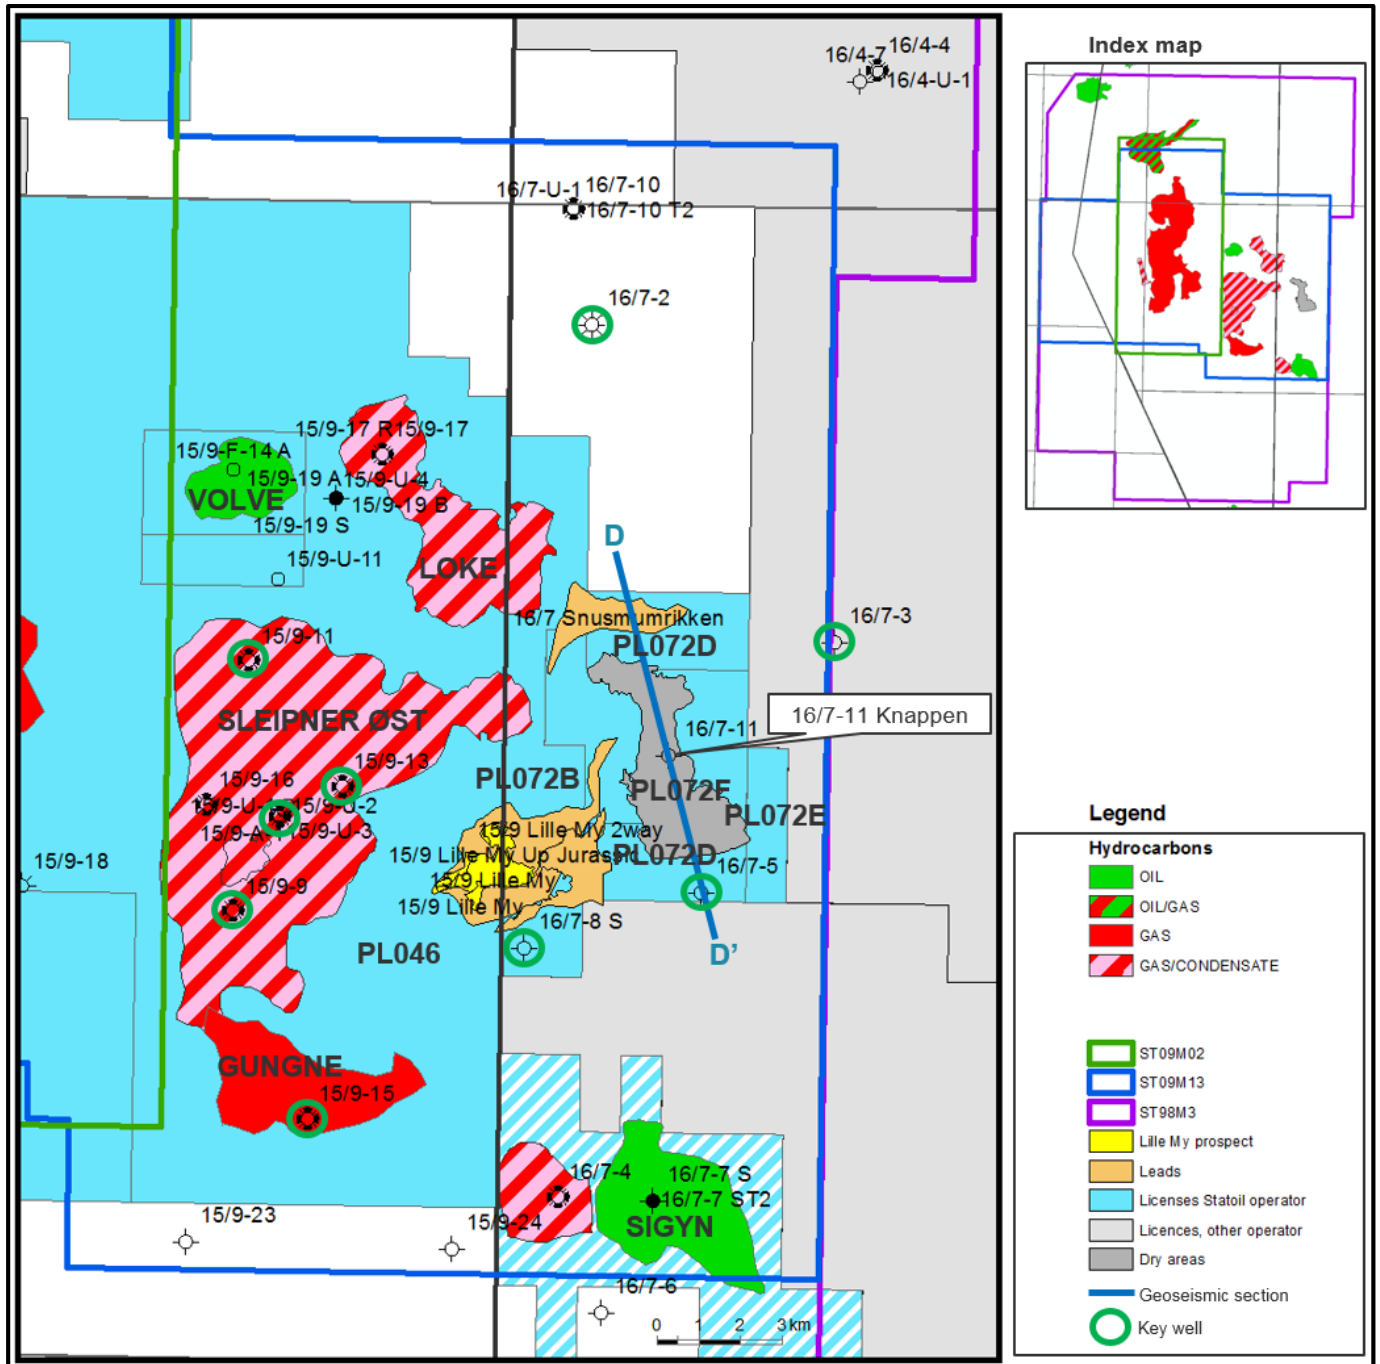 Index map
16/4-7
16/4-4
16/4-U-1
16/7-U-1
16/7-10
16/7-10 T2
16/7-2
15/9-17 R
15/9-17
15/9-F-14 A
15/9-19 A
15/9-U-4
VOLVE
15/9-19 B
15/9-19 S
D
15/9-U-11
LOKE
16/7 Snusmumrikken
16/7-3
15/9-11
PL072D
SLEIPNER ØST
16/7-11 Knappen
16/7-11
15/9-13
PL072B
15/9-16
PL072F
15/9-U-2
PL072E
15/9-U-3
15/9 Lille My 2way
15/9 Lille My Up Jurassic
PL072D
15/9-18
16/7-5
15/9 Lille My
15/9-9
15/9 Lille My
16/7-8 S
PL046
D’
GUNGNE
15/9-15
16/7-4
16/7-7 S
16/7-7 ST2
15/9-23
15/9-24
SIGYN
16/7-6
0 1 2 3 km
Legend
Hydrocarbons
OIL
OIL/GAS
GAS
GAS/CONDENSATE
ST09M02
ST09M13
ST98M3
Lille My prospect
Leads
Licenses Statoil operator
Licences, other operator
Dry areas
Geoseismic section
Key well